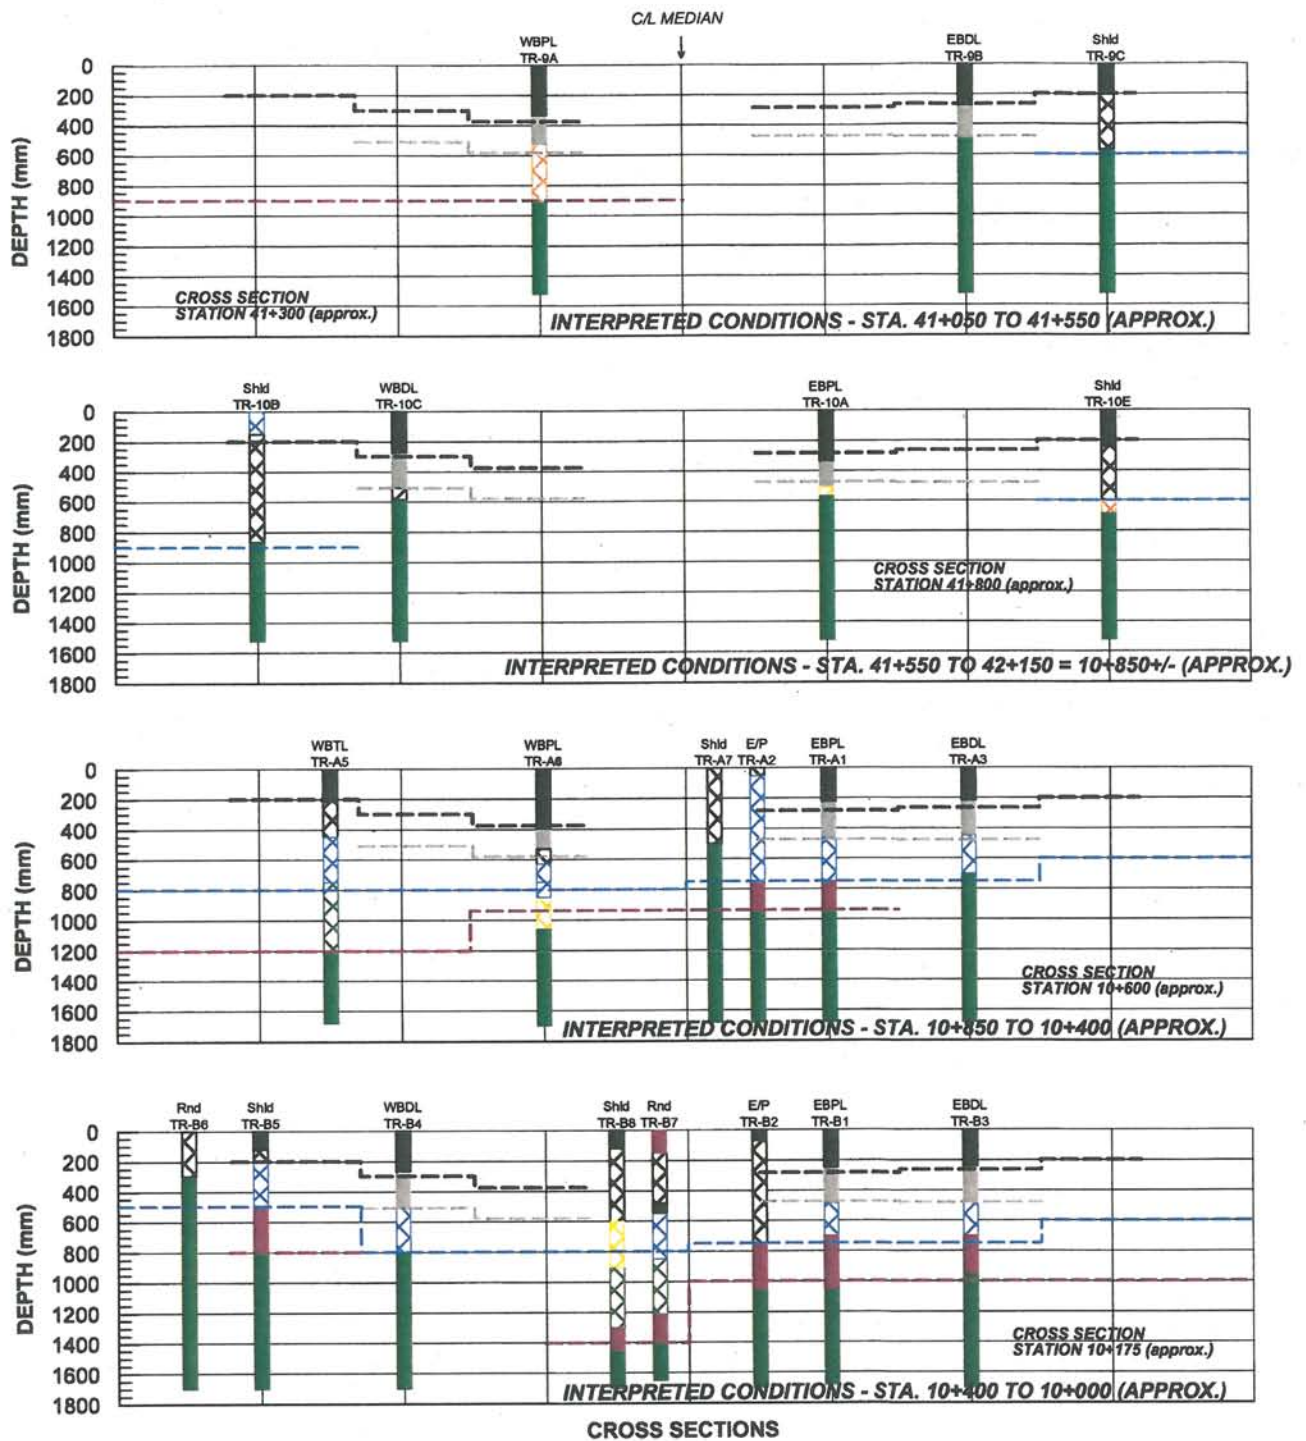 C/L MEDIAN
WBPL
TR-9A
EBDL
TR-9B
Shld
TR-9C
DEPTH (mm)
0
200
400
600
800
1000
1200
1400
1600
1800
CROSS SECTION
STATION 41+300 (approx.)
INTERPRETED CONDITIONS - STA. 41+050 TO 41+550 (APPROX.)
Shld
TR-10B
WBDL
TR-10C
EBPL
TR-10A
Shld
TR-10E
DEPTH (mm)
0
200
400
600
800
1000
1200
1400
1600
1800
CROSS SECTION
STATION 41+800 (approx.)
INTERPRETED CONDITIONS - STA. 41+550 TO 42+150 = 10+850+/- (APPROX.)
WBTL
TR-A5
WBPL
TR-A6
Shld
TR-A7
E/P
TR-A2
EBPL
TR-A1
EBDL
TR-A3
DEPTH (mm)
0
200
400
600
800
1000
1200
1400
1600
1800
CROSS SECTION
STATION 10+600 (approx.)
INTERPRETED CONDITIONS - STA. 10+850 TO 10+400 (APPROX.)
Rnd
TR-B6
Shld
TR-B5
WBDL
TR-B4
Shld
TR-B8
Rnd
TR-B7
E/P
TR-B2
EBPL
TR-B1
EBDL
TR-B3
DEPTH (mm)
0
200
400
600
800
1000
1200
1400
1600
1800
CROSS SECTION
STATION 10+175 (approx.)
INTERPRETED CONDITIONS - STA. 10+400 TO 10+000 (APPROX.)
CROSS SECTIONS